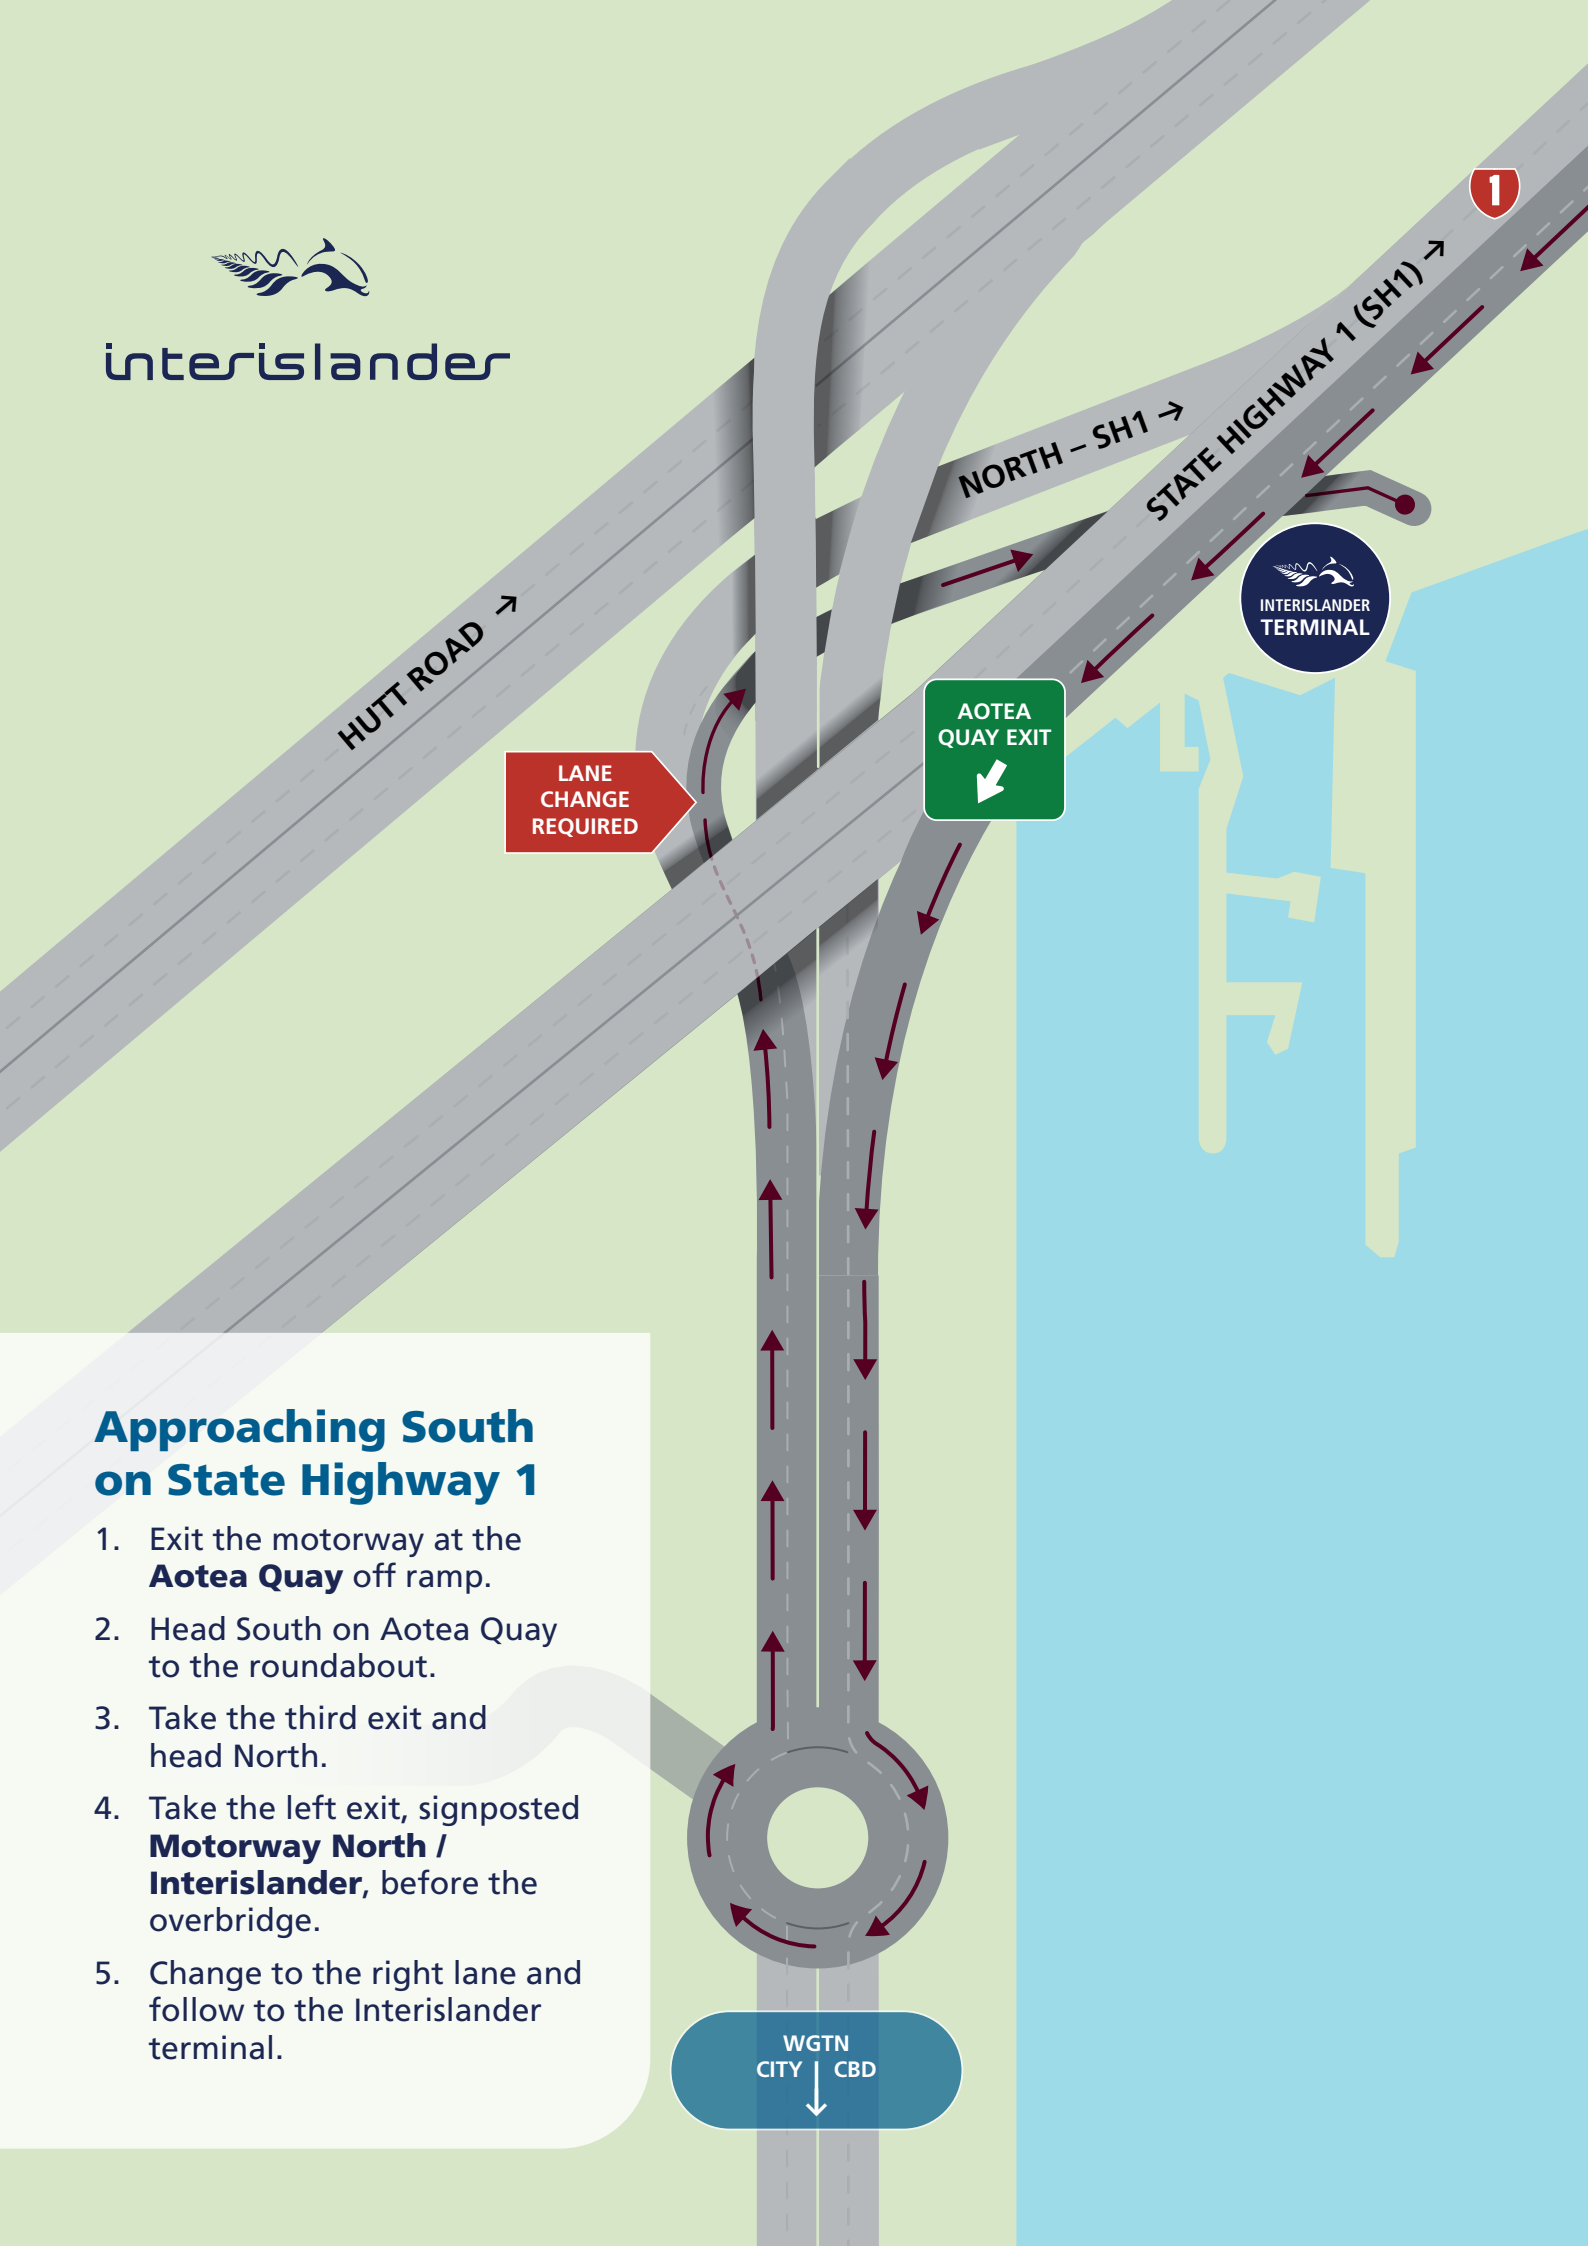 1
STATE HIGHWAY 1 (SH1) →
interislander
NORTH – SH1 →
HUTT ROAD →
INTERISLANDER
TERMINAL
AOTEA
QUAY EXIT
LANE
CHANGE
REQUIRED
Approaching South
on State Highway 1
1. Exit the motorway at the
Aotea Quay off ramp.
2. Head South on Aotea Quay
to the roundabout.
3. Take the third exit and
head North.
4. Take the left exit, signposted
Motorway North /
Interislander, before the
overbridge.
5. Change to the right lane and
follow to the Interislander
terminal.
WGTN
CITY CBD